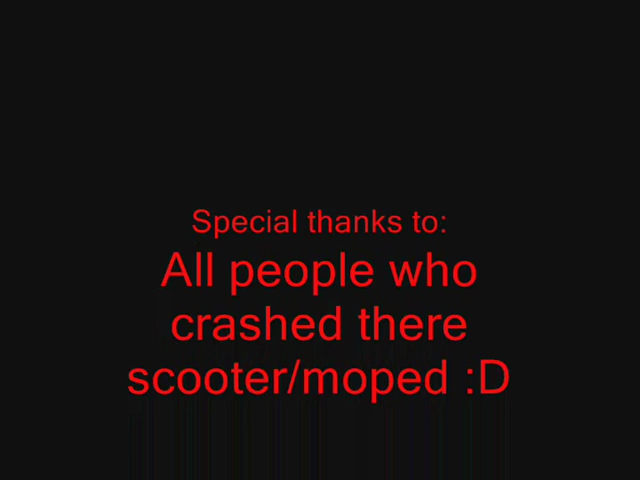 Special thanks to:
All people who
crashed there
scooter/moped :D